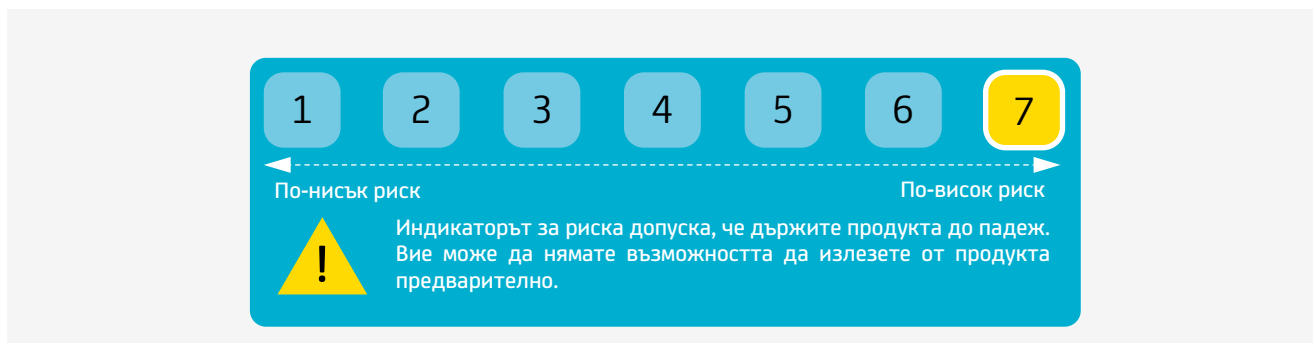 1 2 3 4 5 6 7
По-нисък риск По-висок риск
!
Индикаторът за риска допуска, че държите продукта до падеж.
Вие може да нямате възможността да излезете от продукта
предварително.